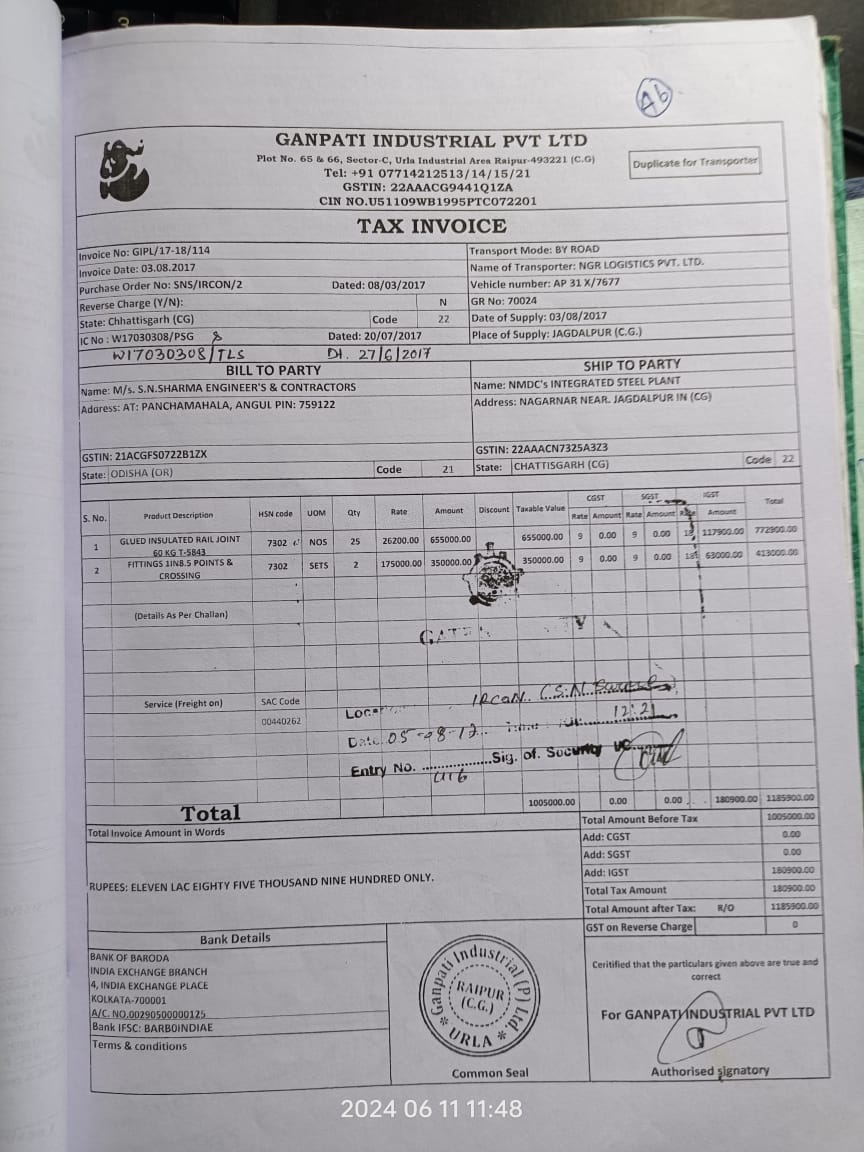 3
A6
GANPATI INDUSTRIAL PVT LTD
Plot No. 65 & 66, Sector-C, Urla Industrial Area Raipur-493221 (C.G)
Duplicate for Transporter
Tel: +91 07714212513/14/15/21
GSTIN: 22AAACG9441Q1ZA
CIN NO.U51109WB1995PTC072201
TAX INVOICE
Invoice No: GIPL/17-18/114
Transport Mode: BY ROAD
Invoice Date: 03.08.2017
Name of Transporter: NGR LOGISTICS PVT. LTD.
Purchase Order No: SNS/IRCON/2 Dated: 08/03/2017
Vehicle number: AP 31 X/7677
Reverse Charge (Y/N): N
GR No: 70024
State: Chhattisgarh (CG) Code 22
Date of Supply: 03/08/2017
IC No : W17030308/PSG & Dated: 20/07/2017
Place of Supply: JAGDALPUR (C.G.)
W17030308/TLS Dt. 27/6/2017
BILL TO PARTY
SHIP TO PARTY
Name: M/s. S.N.SHARMA ENGINEER'S & CONTRACTORS
Name: NMDC's INTEGRATED STEEL PLANT
Address: AT: PANCHAMAHALA, ANGUL PIN: 759122
Address: NAGARNAR NEAR. JAGDALPUR IN (CG)
GSTIN: 21ACGFS0722B1ZX
GSTIN: 22AAACN7325A3Z3
State: ODISHA (OR) Code 21
State: CHATTISGARH (CG) Code 22
S. No. Product Description HSN code UOM Qty Rate Amount Discount Taxable Value CGST SGST IGST Total
Rate Amount Rate Amount Rate Amount
1 GLUED INSULATED RAIL JOINT 60 KG T-5843 7302 NOS 25 26200.00 655000.00 655000.00 9 0.00 9 0.00 18 117900.00 772900.00
2 FITTINGS 1IN8.5 POINTS & CROSSING 7302 SETS 2 175000.00 350000.00 350000.00 9 0.00 9 0.00 18 63000.00 413000.00
(Details As Per Challan)
Service (Freight on) SAC Code
00440262
IRCON (S.N.
Date 05-08-17 12:21
Entry No. Sig. of. Security
Total 1005000.00 0.00 0.00 180900.00 1185900.00
Total Invoice Amount in Words
Total Amount Before Tax 1005000.00
Add: CGST 0.00
Add: SGST 0.00
RUPEES: ELEVEN LAC EIGHTY FIVE THOUSAND NINE HUNDRED ONLY.
Add: IGST 180900.00
Total Tax Amount 180900.00
Total Amount after Tax: R/O 1185900.00
GST on Reverse Charge 0
Bank Details
BANK OF BARODA
INDIA EXCHANGE BRANCH
4, INDIA EXCHANGE PLACE
KOLKATA-700001
A/C. NO.00290500000125
Bank IFSC: BARB0INDIAE
Terms & conditions
Ganpati Industrial (P) Ltd.
RAIPUR
(C.G.)
* URLA *
Common Seal
Ceritified that the particulars given above are true and
correct
For GANPATI INDUSTRIAL PVT LTD
Authorised signatory
2024 06 11 11:48